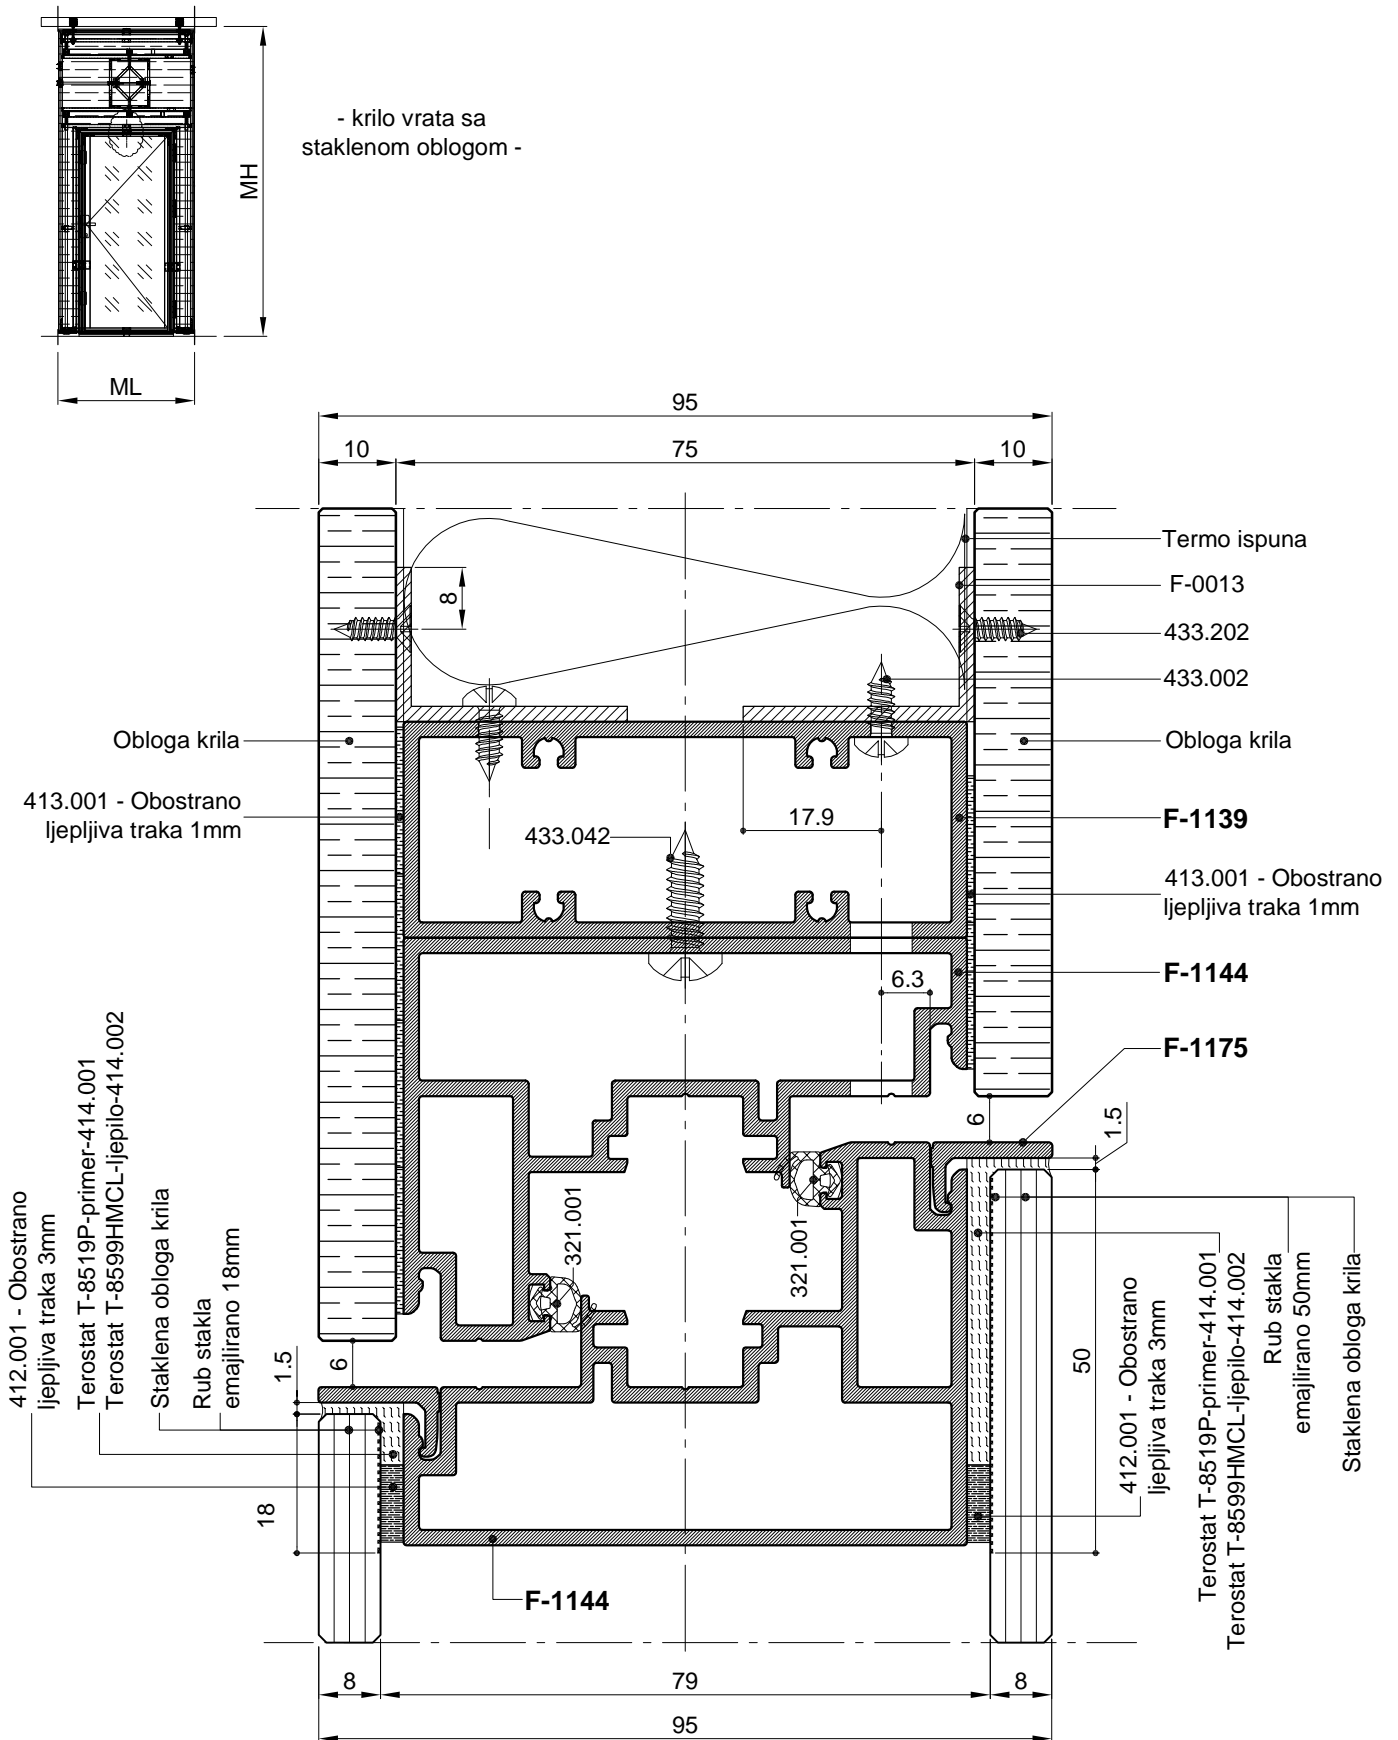 - krilo vrata sa
staklenom oblogom -
MH
ML
95
10
75
10
Termo ispuna
F-0013
8
433.202
433.002
Obloga krila
Obloga krila
413.001 - Obostrano
ljepljiva traka 1mm
17.9
F-1139
433.042
413.001 - Obostrano
ljepljiva traka 1mm
F-1144
6.3
F-1175
6
1.5
412.001 - Obostrano
ljepljiva traka 3mm
Terostat T-8519P-primer-414.001
Terostat T-8599HMCL-ljepilo-414.002
Staklena obloga krila
Rub stakla
emajlirano 18mm
321.001
321.001
1.5
6
18
50
412.001 - Obostrano
ljepljiva traka 3mm
Terostat T-8519P-primer-414.001
Terostat T-8599HMCL-ljepilo-414.002
Rub stakla
emajlirano 50mm
Staklena obloga krila
F-1144
8
79
8
95